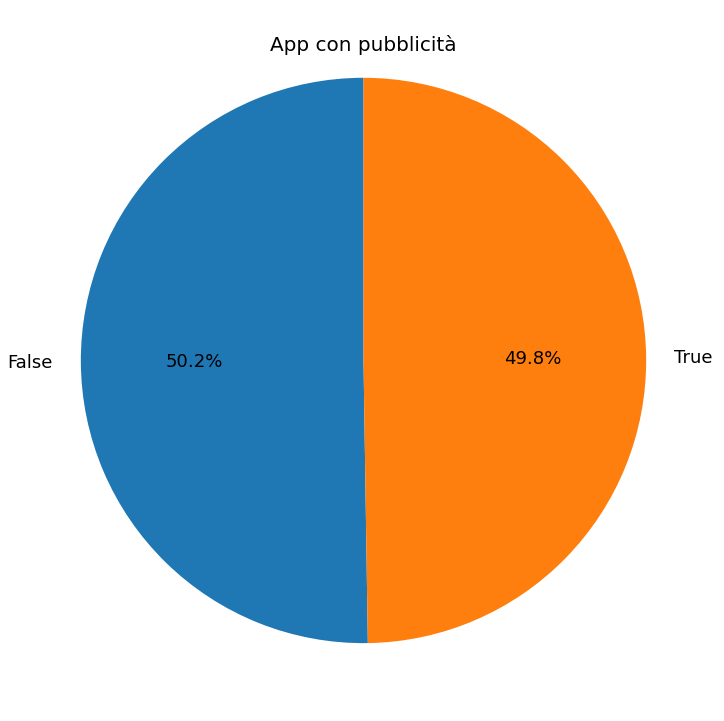 App con pubblicità
False
50.2%
49.8%
True